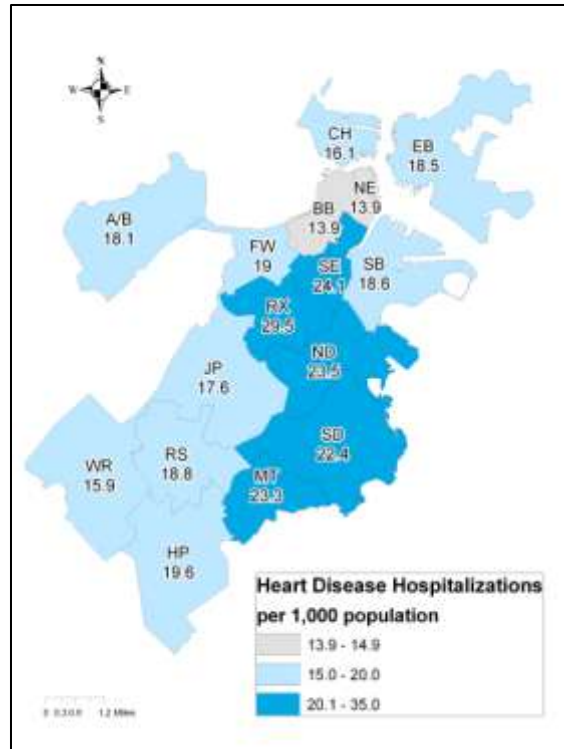 N
W E
S
CH
16.1
EB
18.5
NE
13.9
BB
13.9
A/B
18.1
FW
19
SE
24.1
SB
18.6
RX
29.5
ND
23.5
JP
17.6
SD
22.4
WR
15.9
RS
18.8
MT
23.3
HP
19.6
Heart Disease Hospitalizations
per 1,000 population
13.9 - 14.9
15.0 - 20.0
20.1 - 35.0
1.2 Miles